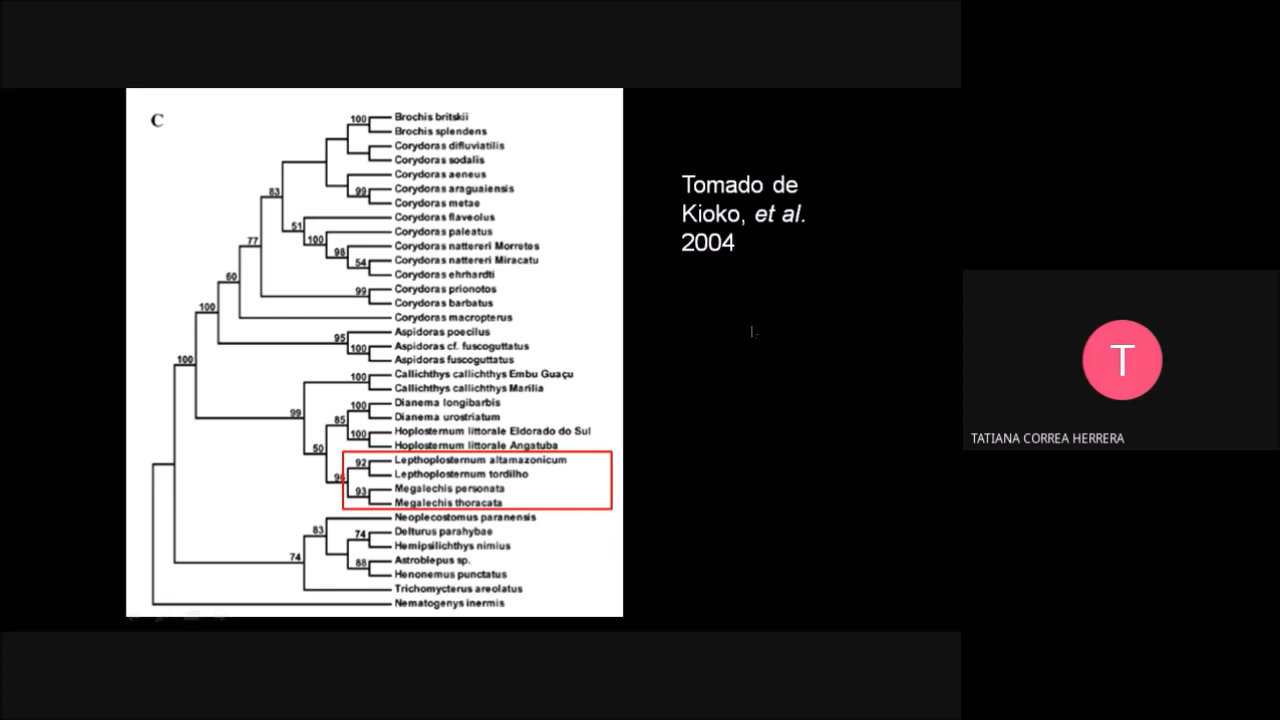 C
100
Brochis britskii
Brochis splendens
Corydoras difluviatilis
Corydoras sodalis
Corydoras aeneus
83
99
Corydoras araguaiensis
Corydoras metae
Corydoras flaveolus
51
100
Corydoras paleatus
77
98
Corydoras nattereri Morretes
54
Corydoras nattereri Miracatu
60
Corydoras ehrhardti
99
Corydoras prionotos
Corydoras barbatus
100
Corydoras macropterus
Aspidoras poecilus
95
100
Aspidoras cf. fuscoguttatus
100
Aspidoras fuscoguttatus
100
Callichthys callichthys Embu Guaçu
Callichthys callichthys Marilia
99
100
Dianema longibarbis
85
Dianema urostriatum
100
Hoplosternum littorale Eldorado do Sul
50
Hoplosternum littorale Angatuba
92
Lepthoplosternum altamazonicum
96
Lepthoplosternum tordilho
93
Megalechis personata
Megalechis thoracata
Neoplecostomus paranensis
83
74
Delturus parahybae
Hemipsilichthys nimius
74
88
Astroblepus sp.
Henonemus punctatus
Trichomycterus areolatus
Nematogenys inermis
Tomado de
Kioko, et al.
2004
T
TATIANA CORREA HERRERA